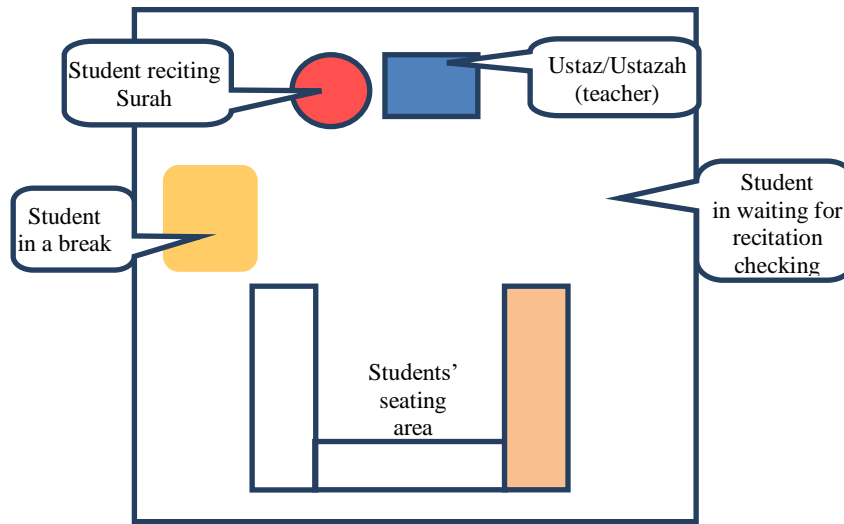 Student reciting
Surah
Ustaz/Ustazah
(teacher)
Student
in a break
Student
in waiting for
recitation
checking
Students’
seating
area